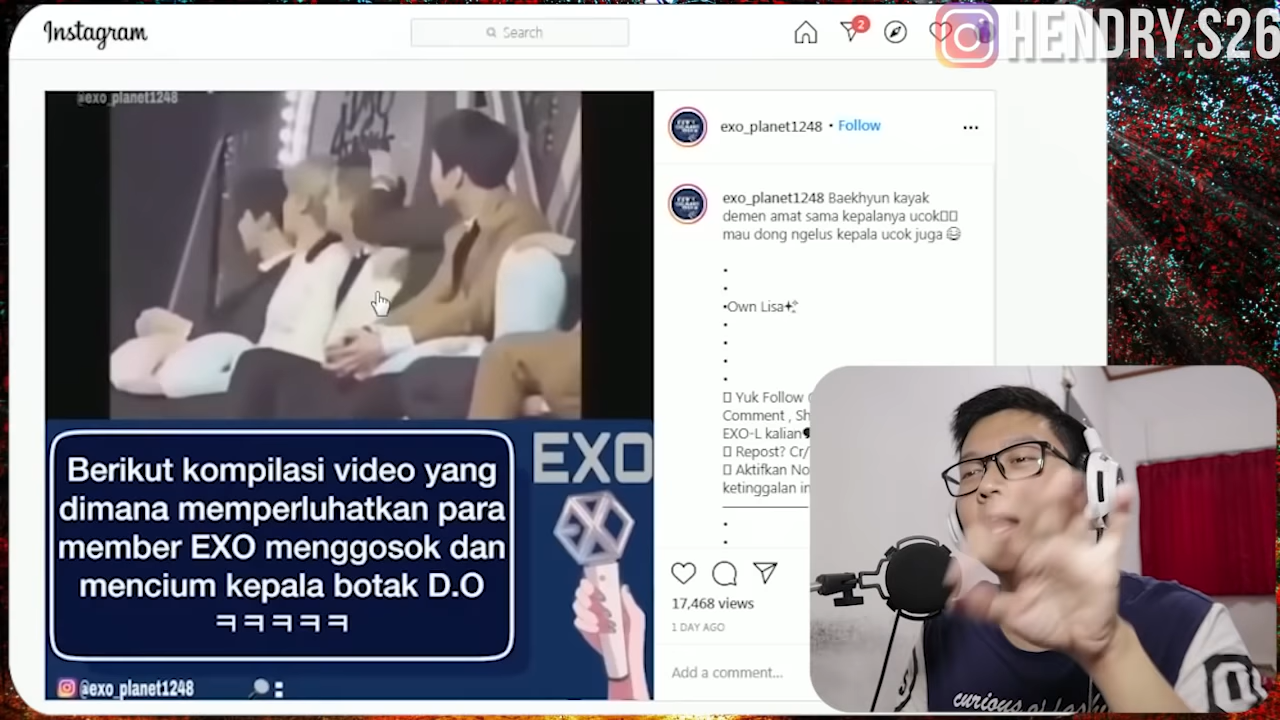 Instagram
Search
2
HENDRY.S26
@exo_planet1248
exo_planet1248 • Follow
exo_planet1248 Baekhyun kayak
demen amat sama kepalanya ucok
mau dong ngelus kepala ucok juga 😂
•
•
•Own Lisa✨
•
•
•
•
Yuk Follow
Comment , Sh
EXO-L kalian
Repost? Cr/
Aktifkan No
ketinggalan in
•
•
EXO
Berikut kompilasi video yang
dimana memperluhatkan para
member EXO menggosok dan
mencium kepala botak D.O
ㅋㅋㅋㅋㅋ
@exo_planet1248
17,468 views
1 DAY AGO
Add a comment...
curious of